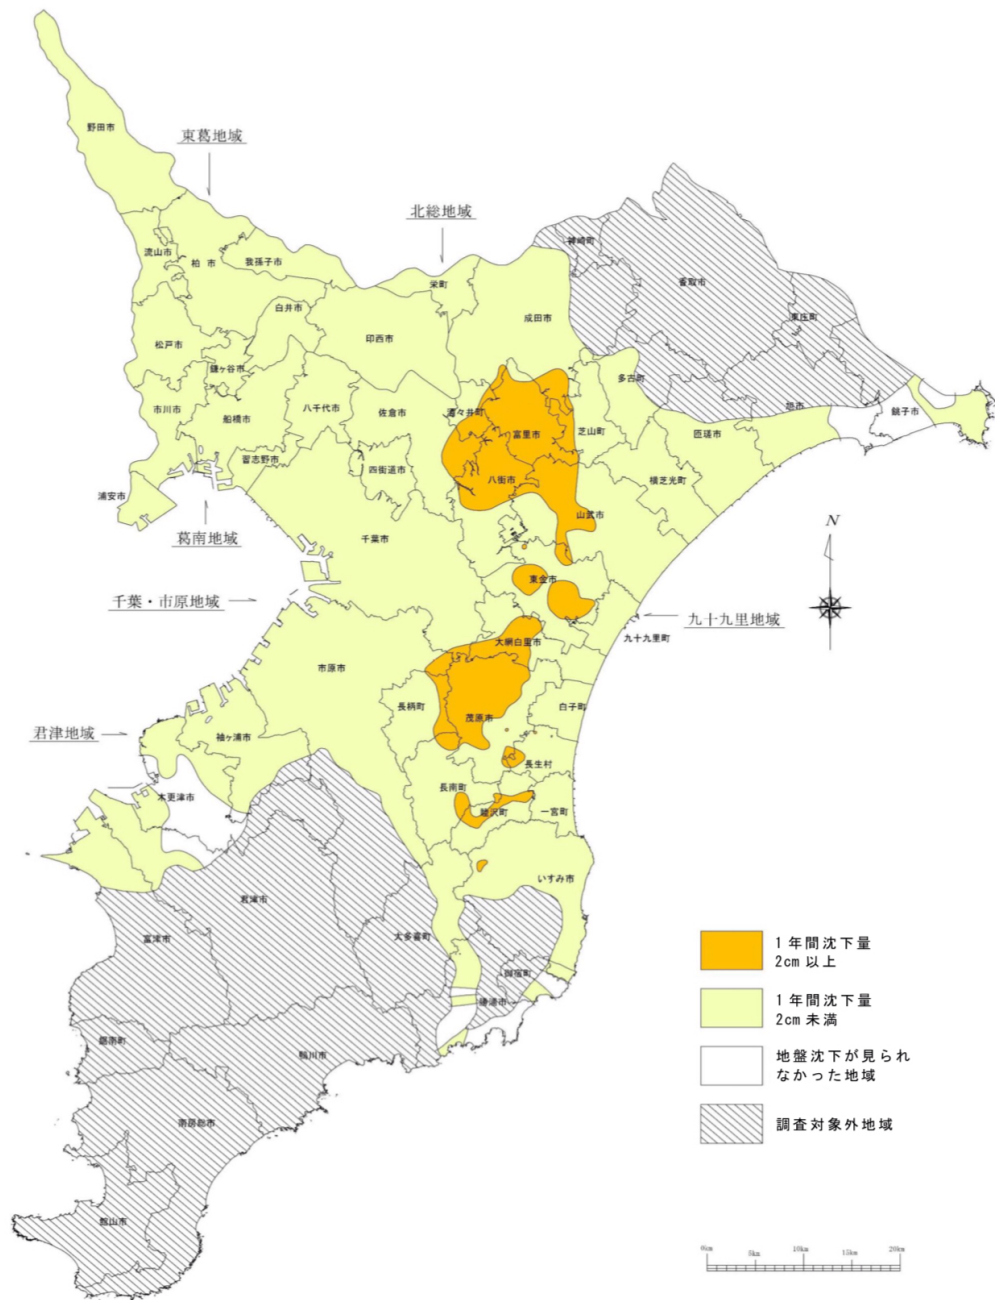 野田市
東葛地域
北総地域
神崎町
流山市
柏市
我孫子市
香取市
栄町
白井市
成田市
東庄町
印西市
松戸市
鎌ヶ谷市
多古町
旭市
市川市
船橋市
八千代市
佐倉市
酒々井町
銚子市
富里市
芝山町
匝瑳市
習志野市
四街道市
八街市
横芝光町
浦安市
山武市
葛南地域
千葉市
N
東金市
千葉・市原地域
九十九里地域
九十九里町
大網白里市
市原市
長柄町
白子町
茂原市
君津地域
袖ヶ浦市
長生村
長南町
木更津市
睦沢町
一宮町
いすみ市
君津市
富津市
大多喜町
御宿町
勝浦市
鋸南町
鴨川市
南房総市
館山市
1年間沈下量
2cm以上
1年間沈下量
2cm未満
地盤沈下が見られ
なかった地域
調査対象外地域
0km
5km
10km
15km
20km